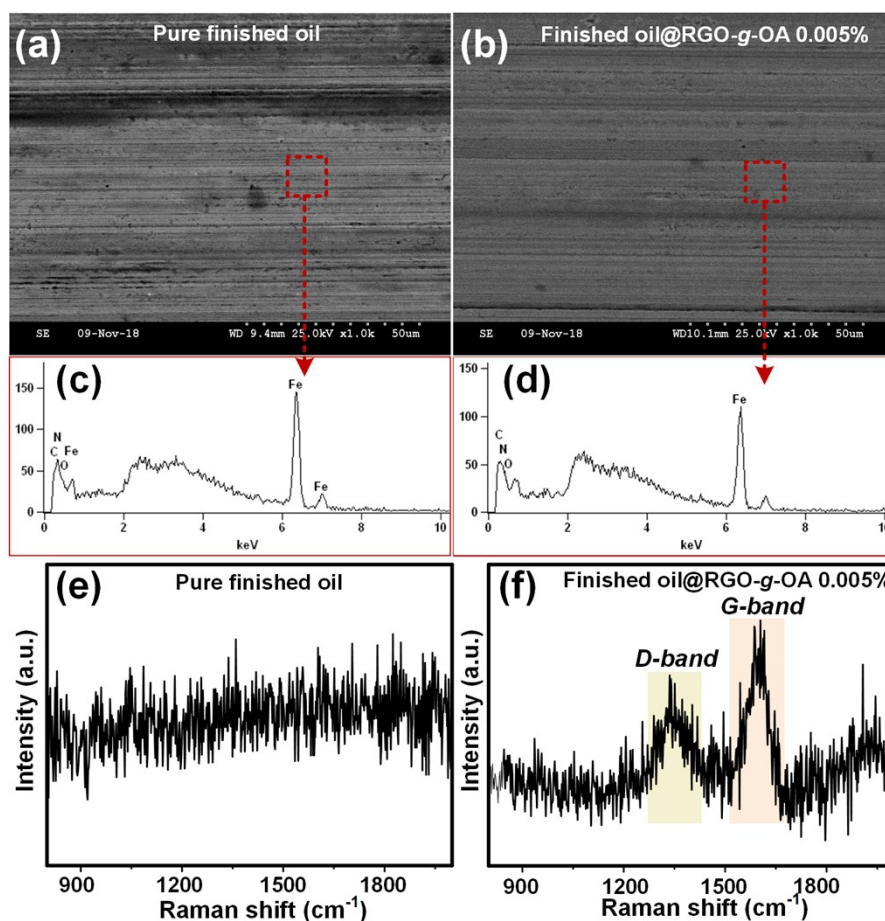 (a)
Pure finished oil
SE 09-Nov-18 WD 9.4mm 25.0kV x1.0k 50um
(b)
Finished oil@RGO-g-OA 0.005%
SE 09-Nov-18 WD10.1mm 25.0kV x1.0k 50um
(c)
150
100
50
0
N
C
O
Fe
Fe
Fe
0
2
4
6
8
10
keV
(d)
150
100
50
0
C
N
O
Fe
0
2
4
6
8
10
keV
(e)
Pure finished oil
Intensity (a.u.)
900
1200
1500
1800
Raman shift (cm⁻¹)
(f)
Finished oil@RGO-g-OA 0.005%
G-band
D-band
Intensity (a.u.)
900
1200
1500
1800
Raman shift (cm⁻¹)